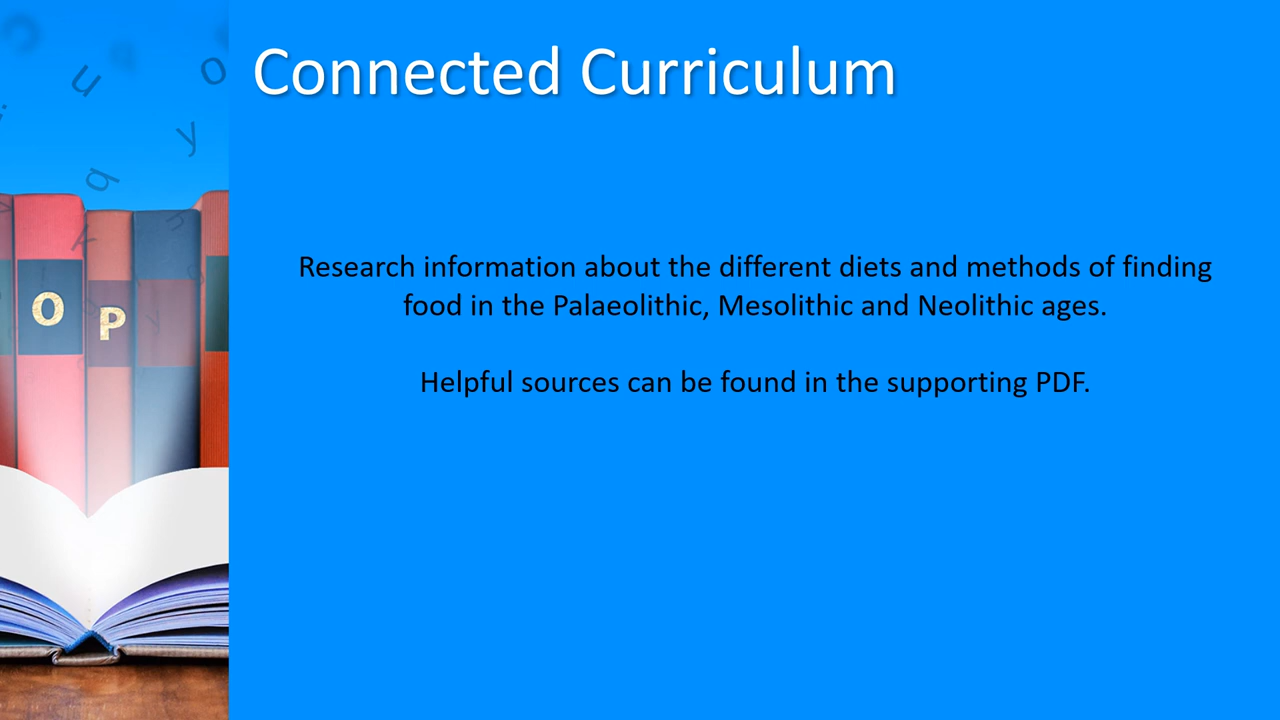 Connected Curriculum
Research information about the different diets and methods of finding
food in the Palaeolithic, Mesolithic and Neolithic ages.
Helpful sources can be found in the supporting PDF.
u
o
y
q
k
O
P